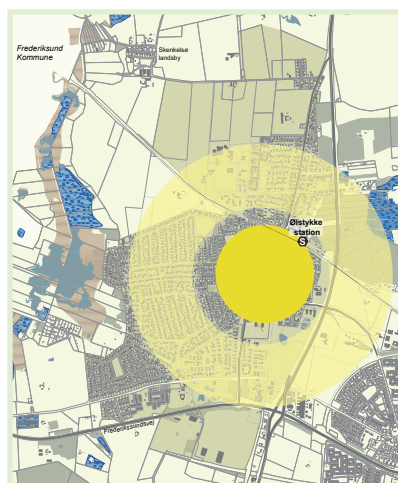 Frederiksund
Kommune
Skenkelsø
landsby
Ølstykke
station
S
Frederikssundsvej